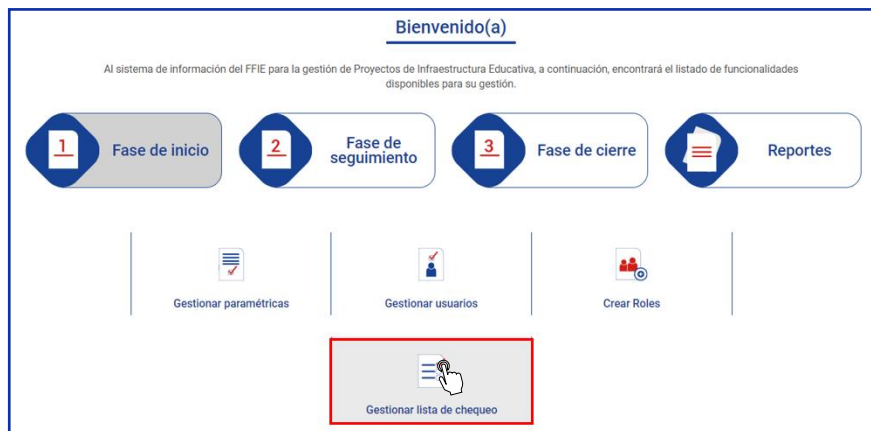 Bienvenido(a)
Al sistema de información del FFIE para la gestión de Proyectos de Infraestructura Educativa, a continuación, encontrará el listado de funcionalidades
disponibles para su gestión.
1 Fase de inicio
2 Fase de
seguimiento
3 Fase de cierre
Reportes
Gestionar paramétricas
Gestionar usuarios
Crear Roles
Gestionar lista de chequeo